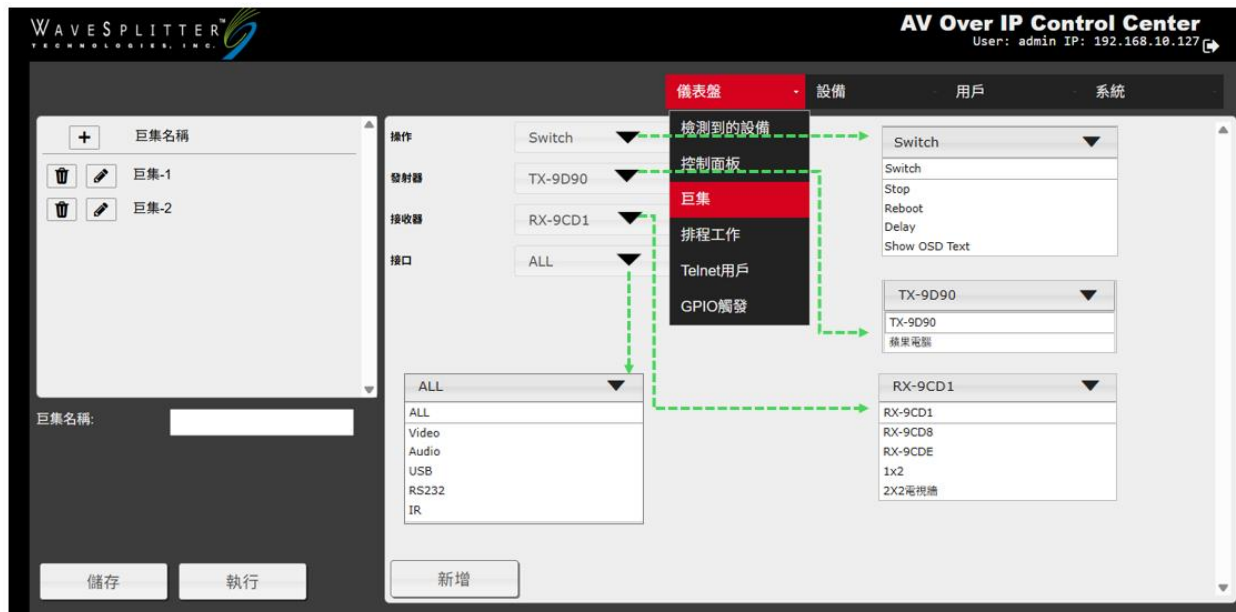 WAVESPLITTER™
TECHNOLOGIES, INC.
AV Over IP Control Center
User: admin IP: 192.168.10.127
儀表盤
設備
用戶
系統
檢測到的設備
控制面板
巨集
排程工作
Telnet用戶
GPIO觸發
+ 巨集名稱
巨集-1
巨集-2
巨集名稱:
儲存
執行
操作 Switch
發射器 TX-9D90
接收器 RX-9CD1
接口 ALL
ALL
ALL
Video
Audio
USB
RS232
IR
新增
Switch
Switch
Stop
Reboot
Delay
Show OSD Text
TX-9D90
TX-9D90
蘋果電腦
RX-9CD1
RX-9CD1
RX-9CD8
RX-9CDE
1x2
2X2電視牆